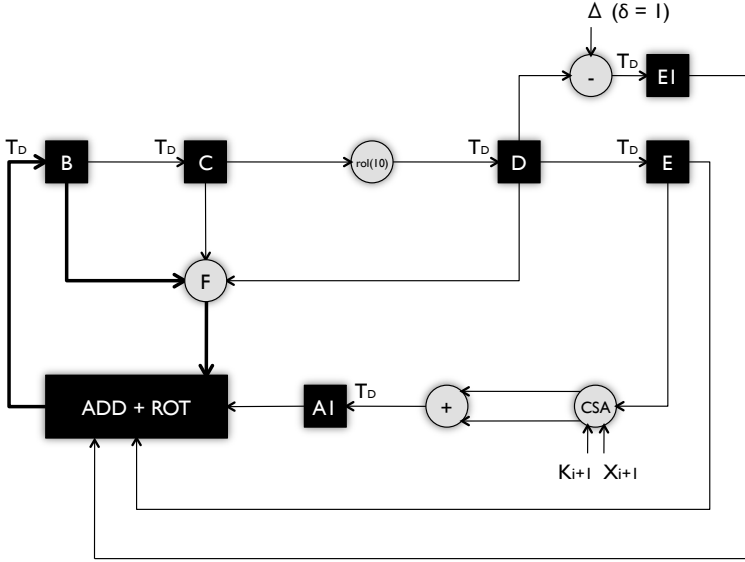 Δ (δ = 1)
TD
- E1
TD TD TD TD
B C rol(10) D E
F
TD
ADD + ROT A1 + CSA
Ki+1 Xi+1